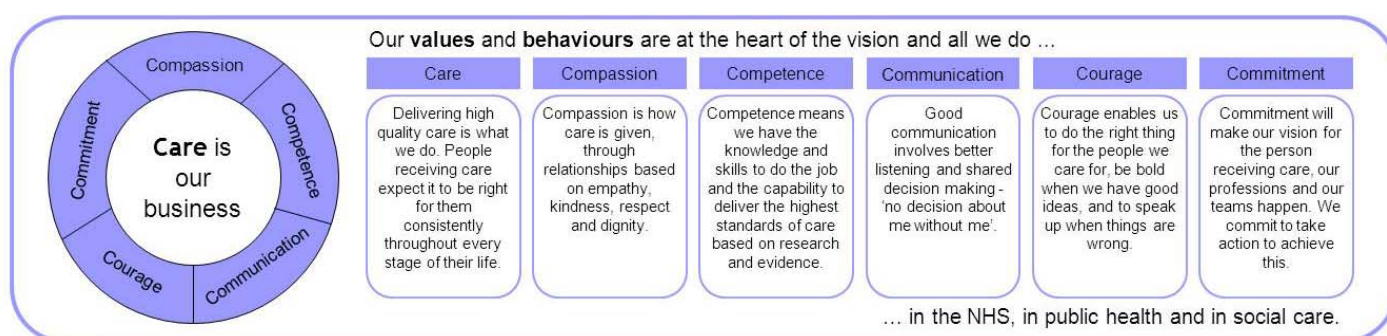 Compassion
Competence
Communication
Courage
Commitment
Care is
our
business
Our values and behaviours are at the heart of the vision and all we do ...
Care
Delivering high
quality care is what
we do. People
receiving care
expect it to be right
for them
consistently
throughout every
stage of their life.
Compassion
Compassion is how
care is given,
through
relationships based
on empathy,
kindness, respect
and dignity.
Competence
Competence means
we have the
knowledge and
skills to do the job
and the capability to
deliver the highest
standards of care
based on research
and evidence.
Communication
Good
communication
involves better
listening and shared
decision making -
‘no decision about
me without me’.
Courage
Courage enables us
to do the right thing
for the people we
care for, be bold
when we have good
ideas, and to speak
up when things are
wrong.
Commitment
Commitment will
make our vision for
the person
receiving care, our
professions and our
teams happen. We
commit to take
action to achieve
this.
... in the NHS, in public health and in social care.